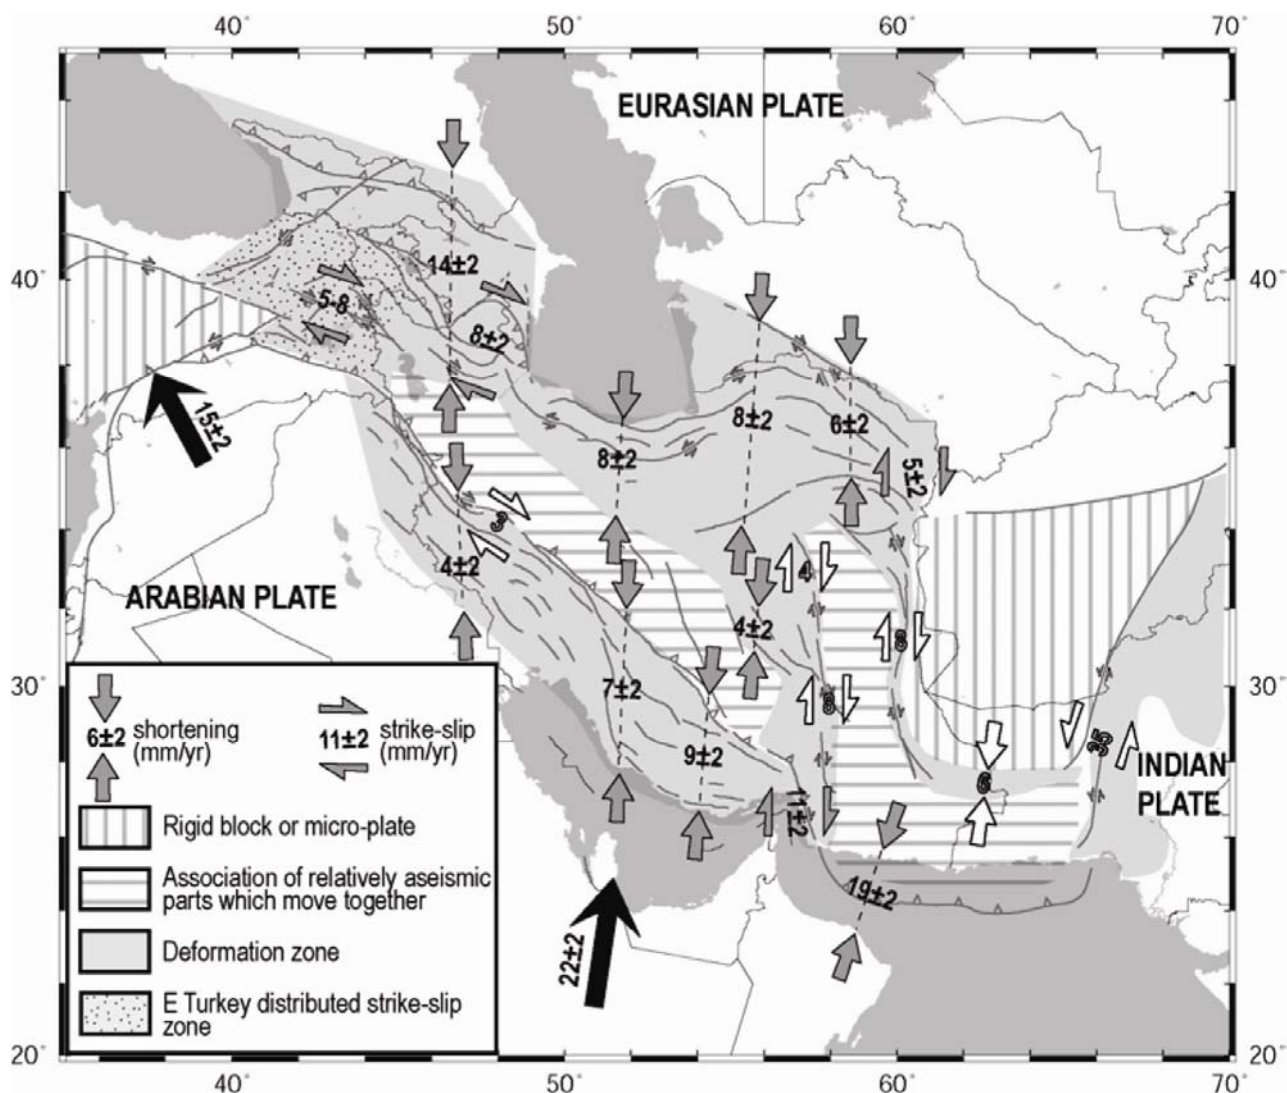 40°
50°
60°
70°
EURASIAN PLATE
14±2
40°
40°
5-8
8±2
15±2
8±2
8±2
6±2
5±2
3
4±2
4
ARABIAN PLATE
4±2
8
30°
7±2
8
35
9±2
6
INDIAN
PLATE
30°
11±2
19±2
22±2
6±2 shortening
(mm/yr)
11±2 strike-slip
(mm/yr)
Rigid block or micro-plate
Association of relatively aseismic
parts which move together
Deformation zone
E Turkey distributed strike-slip
zone
20°
20°
40°
50°
60°
70°